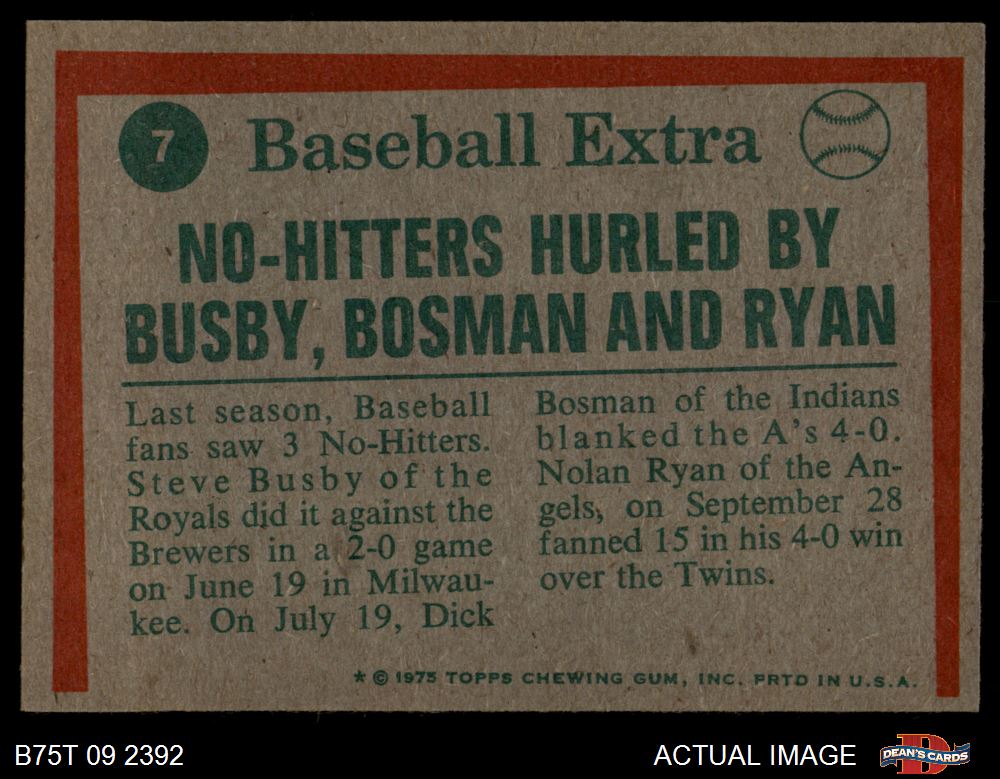 7 Baseball Extra
NO-HITTERS HURLED BY
BUSBY, BOSMAN AND RYAN
Last season, Baseball
fans saw 3 No-Hitters.
Steve Busby of the
Royals did it against the
Brewers in a 2-0 game
on June 19 in Milwau-
kee. On July 19, Dick
Bosman of the Indians
blanked the A's 4-0.
Nolan Ryan of the An-
gels, on September 28
fanned 15 in his 4-0 win
over the Twins.
* © 1975 TOPPS CHEWING GUM, INC. PRTD IN U.S.A.
B75T 09 2392
ACTUAL IMAGE
D
DEAN'S CARDS